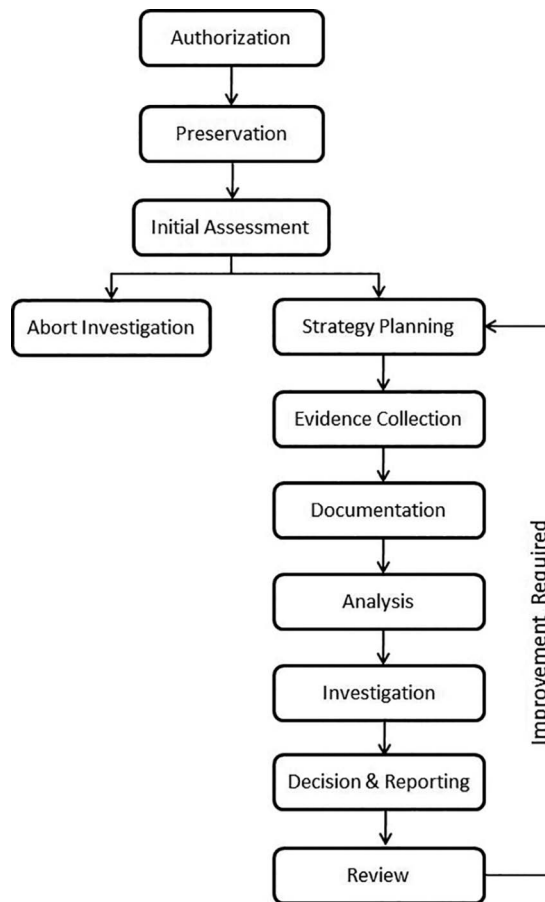 Authorization
Preservation
Initial Assessment
Abort Investigation
Strategy Planning
Evidence Collection
Documentation
Analysis
Investigation
Decision & Reporting
Review
Improvement Required